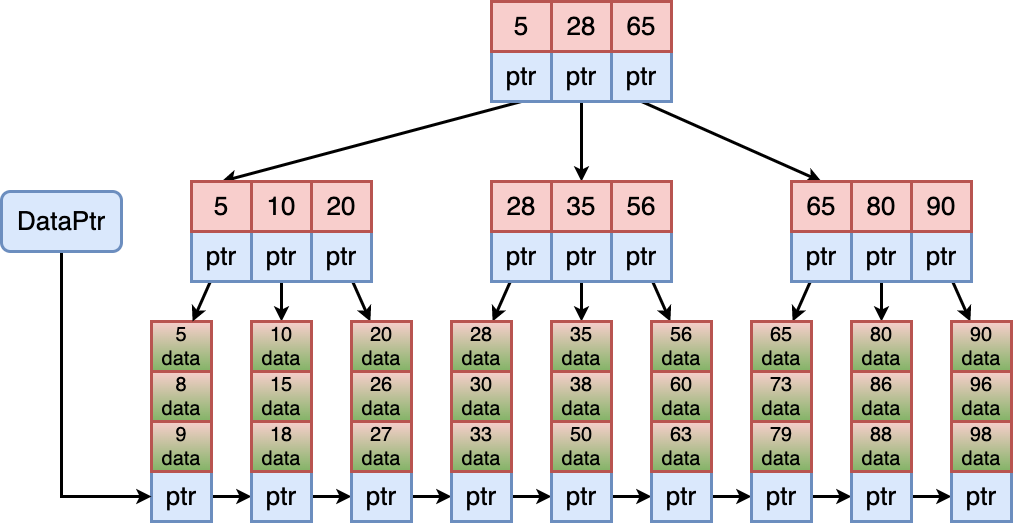 5 28 65
ptr ptr ptr
DataPtr
5 10 20 28 35 56 65 80 90
ptr ptr ptr ptr ptr ptr ptr ptr ptr
5 10 20 28 35 56 65 80 90
data data data data data data data data data
8 15 26 30 38 60 73 86 96
data data data data data data data data data
9 18 27 33 50 63 79 88 98
data data data data data data data data data
ptr ptr ptr ptr ptr ptr ptr ptr ptr